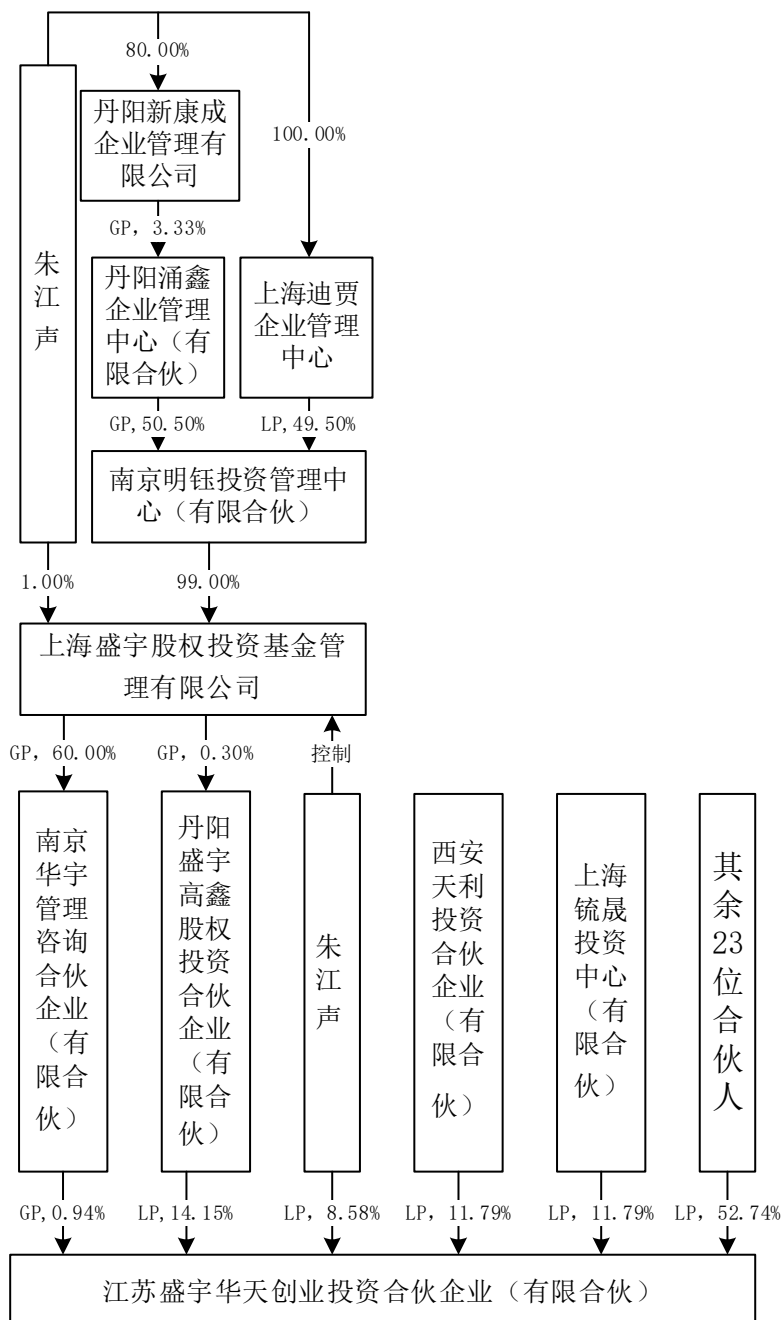 80.00%
丹阳新康成
企业管理有
限公司
100.00%
GP，3.33%
朱
江
声
丹阳涌鑫
企业管理
中心（有
限合伙）
上海迪贾
企业管理
中心
GP,50.50%
LP,49.50%
南京明钰投资管理中
心（有限合伙）
1.00%
99.00%
上海盛宇股权投资基金管
理有限公司
GP，60.00%
GP，0.30%
控制
南京
华宇
管理
咨询
合伙
企业
（有
限合
伙）
丹阳
盛宇
高鑫
股权
投资
合伙
企业
（有
限合
伙）
朱
江
声
西安
天利
投资
合伙
企业
（有
限合
伙）
上海
锍晟
投资
中心
（有
限合
伙）
其
余
23
位
合
伙
人
GP,0.94%
LP,14.15%
LP，8.58%
LP，11.79%
LP，11.79%
LP，52.74%
江苏盛宇华天创业投资合伙企业（有限合伙）